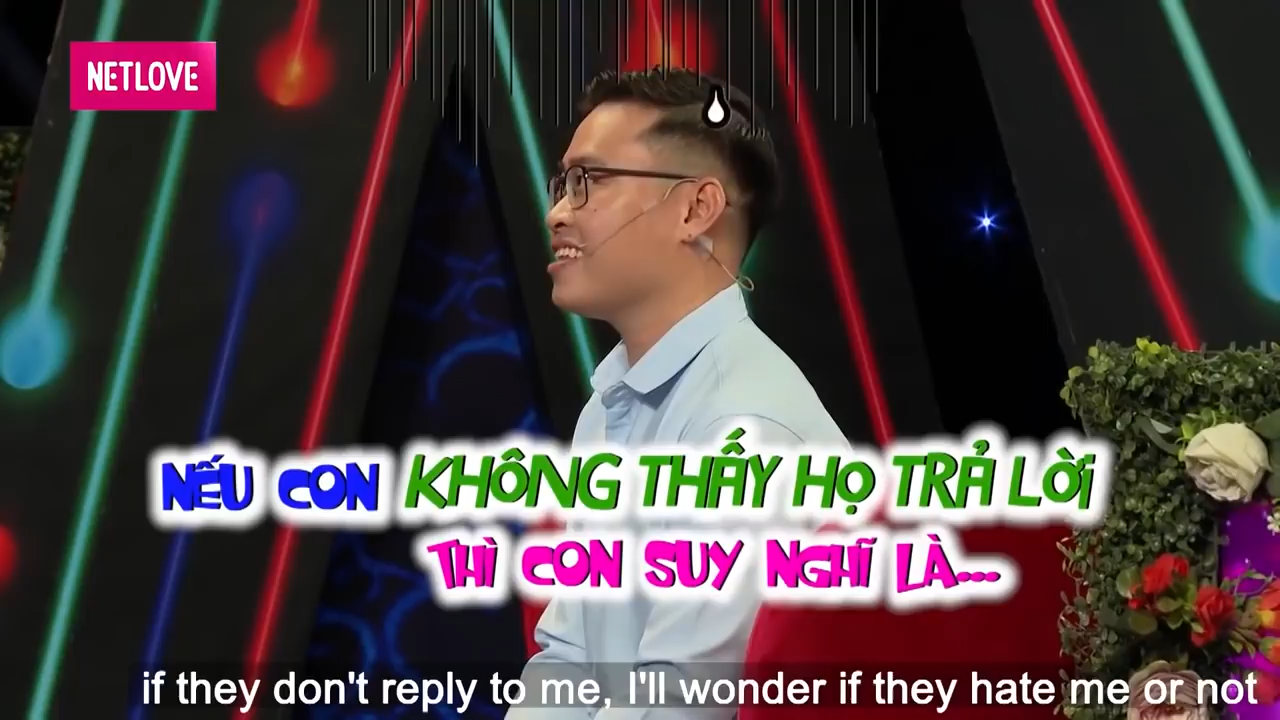 NETLOVE
NẾU CON KHÔNG THẤY HỌ TRẢ LỜI
THÌ CON SUY NGHĨ LÀ...
if they don't reply to me, I'll wonder if they hate me or not